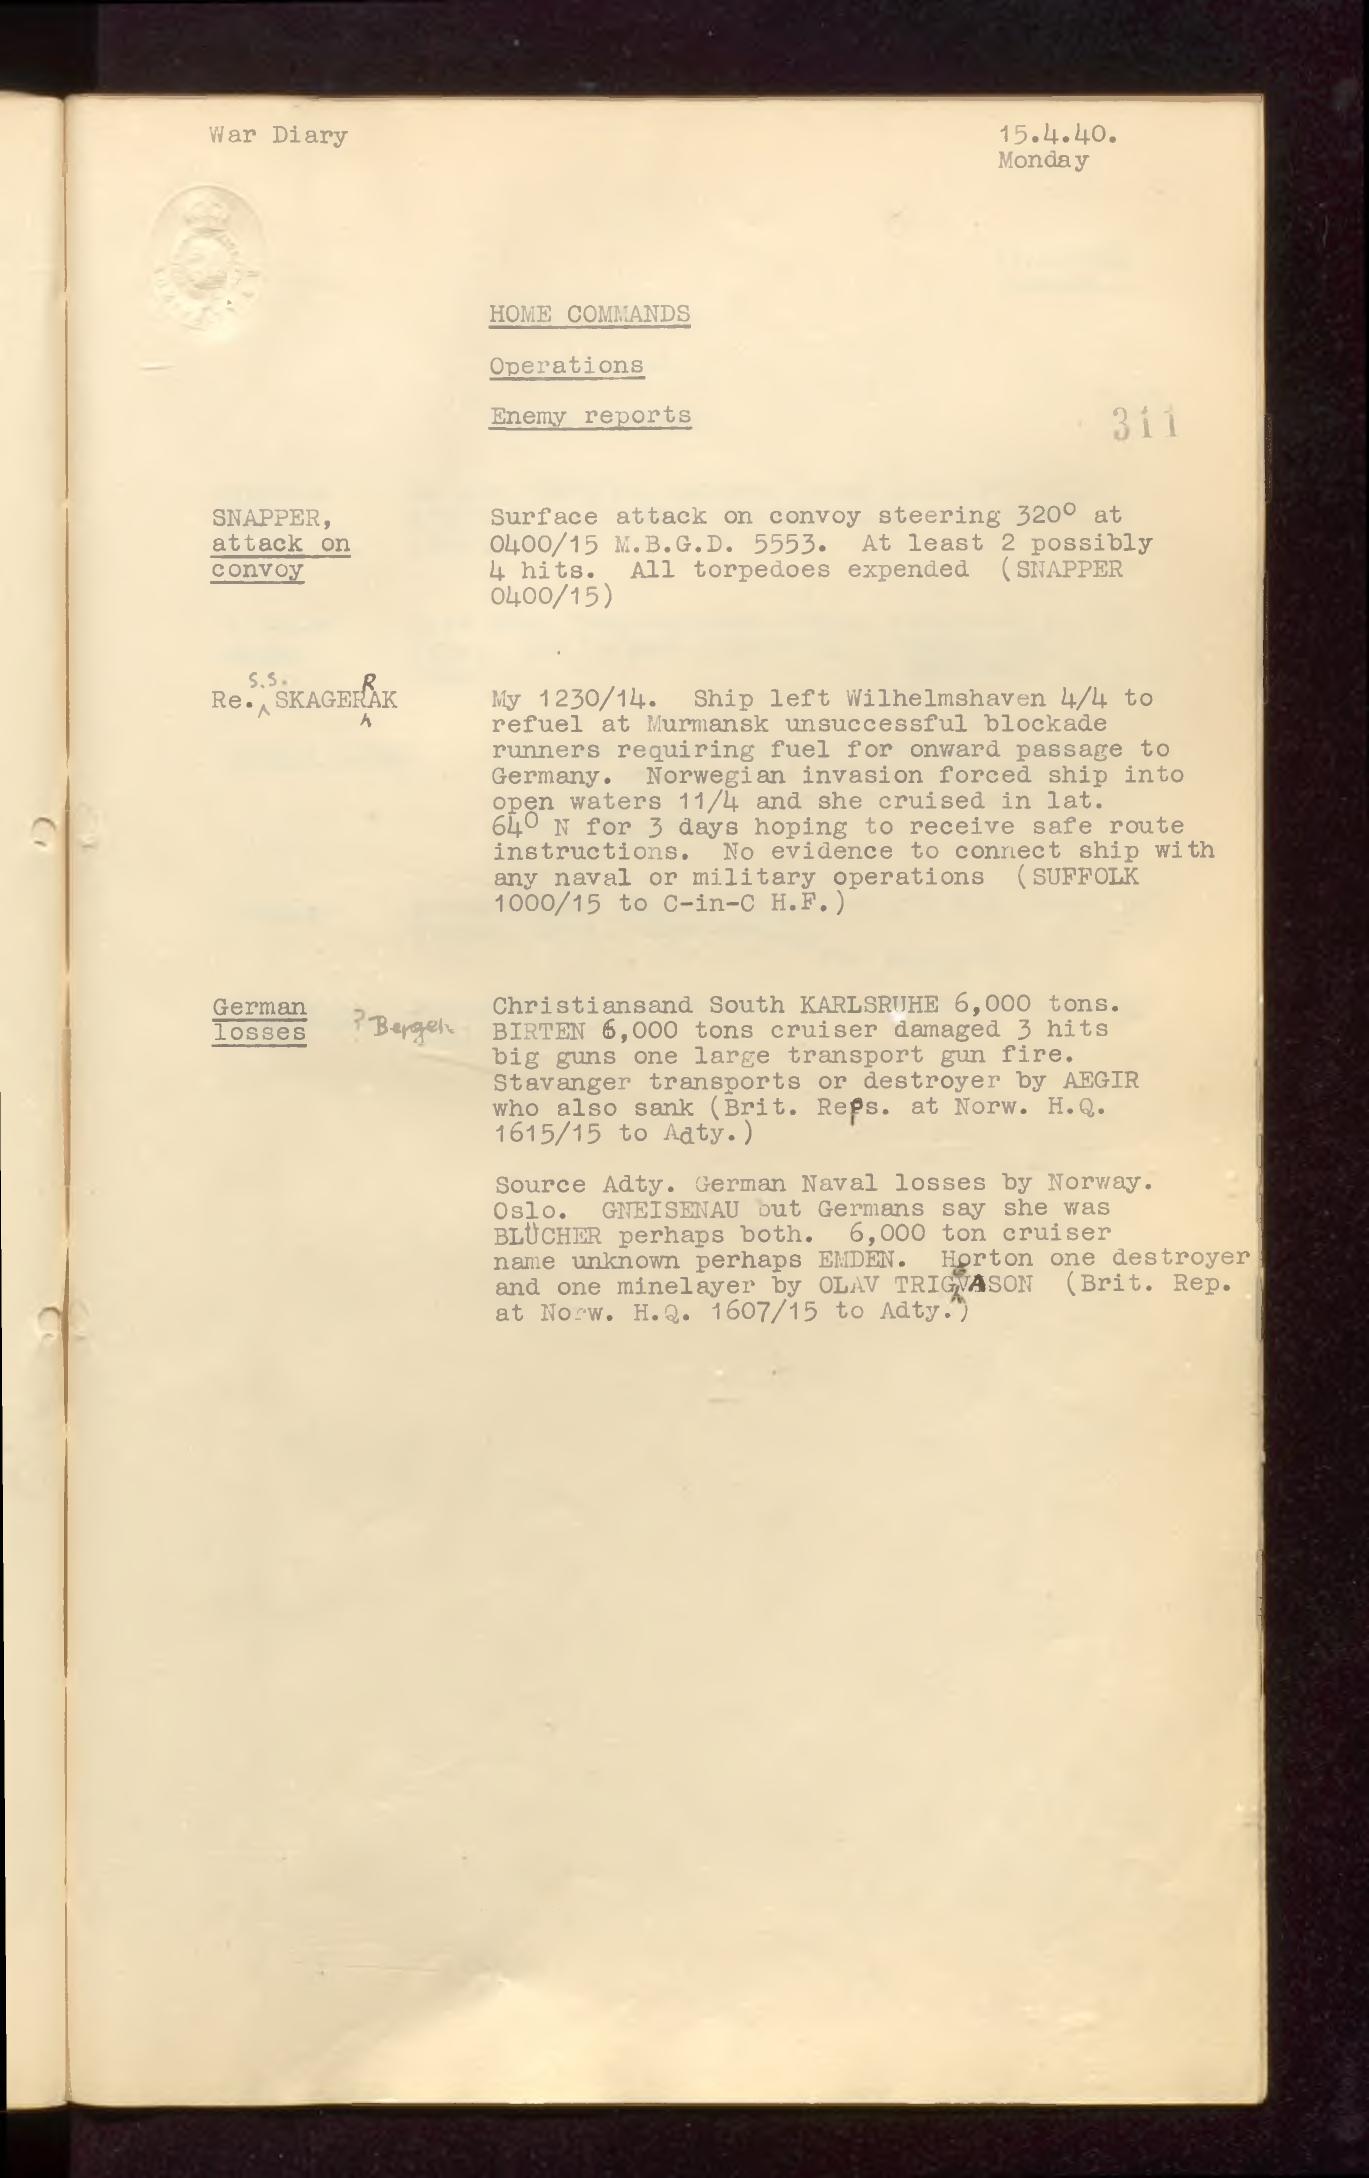 War Diary
15.4.40.
Monday
HOME COMMANDS
Operations
Enemy reports
311
SNAPPER,
attack on
convoy
Surface attack on convoy steering 320° at
0400/15 M.B.G.D. 5553. At least 2 possibly
4 hits. All torpedoes expended (SNAPPER
0400/15)
Re. S.S. SKAGERRAK
My 1230/14. Ship left Wilhelmshaven 4/4 to
refuel at Murmansk unsuccessful blockade
runners requiring fuel for onward passage to
Germany. Norwegian invasion forced ship into
open waters 11/4 and she cruised in lat.
64° N for 3 days hoping to receive safe route
instructions. No evidence to connect ship with
any naval or military operations (SUFFOLK
1000/15 to C-in-C H.F.)
German
losses
? Bergen
Christiansand South KARLSRUHE 6,000 tons.
BIRTEN 6,000 tons cruiser damaged 3 hits
big guns one large transport gun fire.
Stavanger transports or destroyer by AEGIR
who also sank (Brit. Reps. at Norw. H.Q.
1615/15 to Adty.)
Source Adty. German Naval losses by Norway.
Oslo. GNEISENAU but Germans say she was
BLÜCHER perhaps both. 6,000 ton cruiser
name unknown perhaps EMDEN. Horton one destroyer
and one minelayer by OLAV TRIGVASON (Brit. Rep.
at Norw. H.Q. 1607/15 to Adty.)